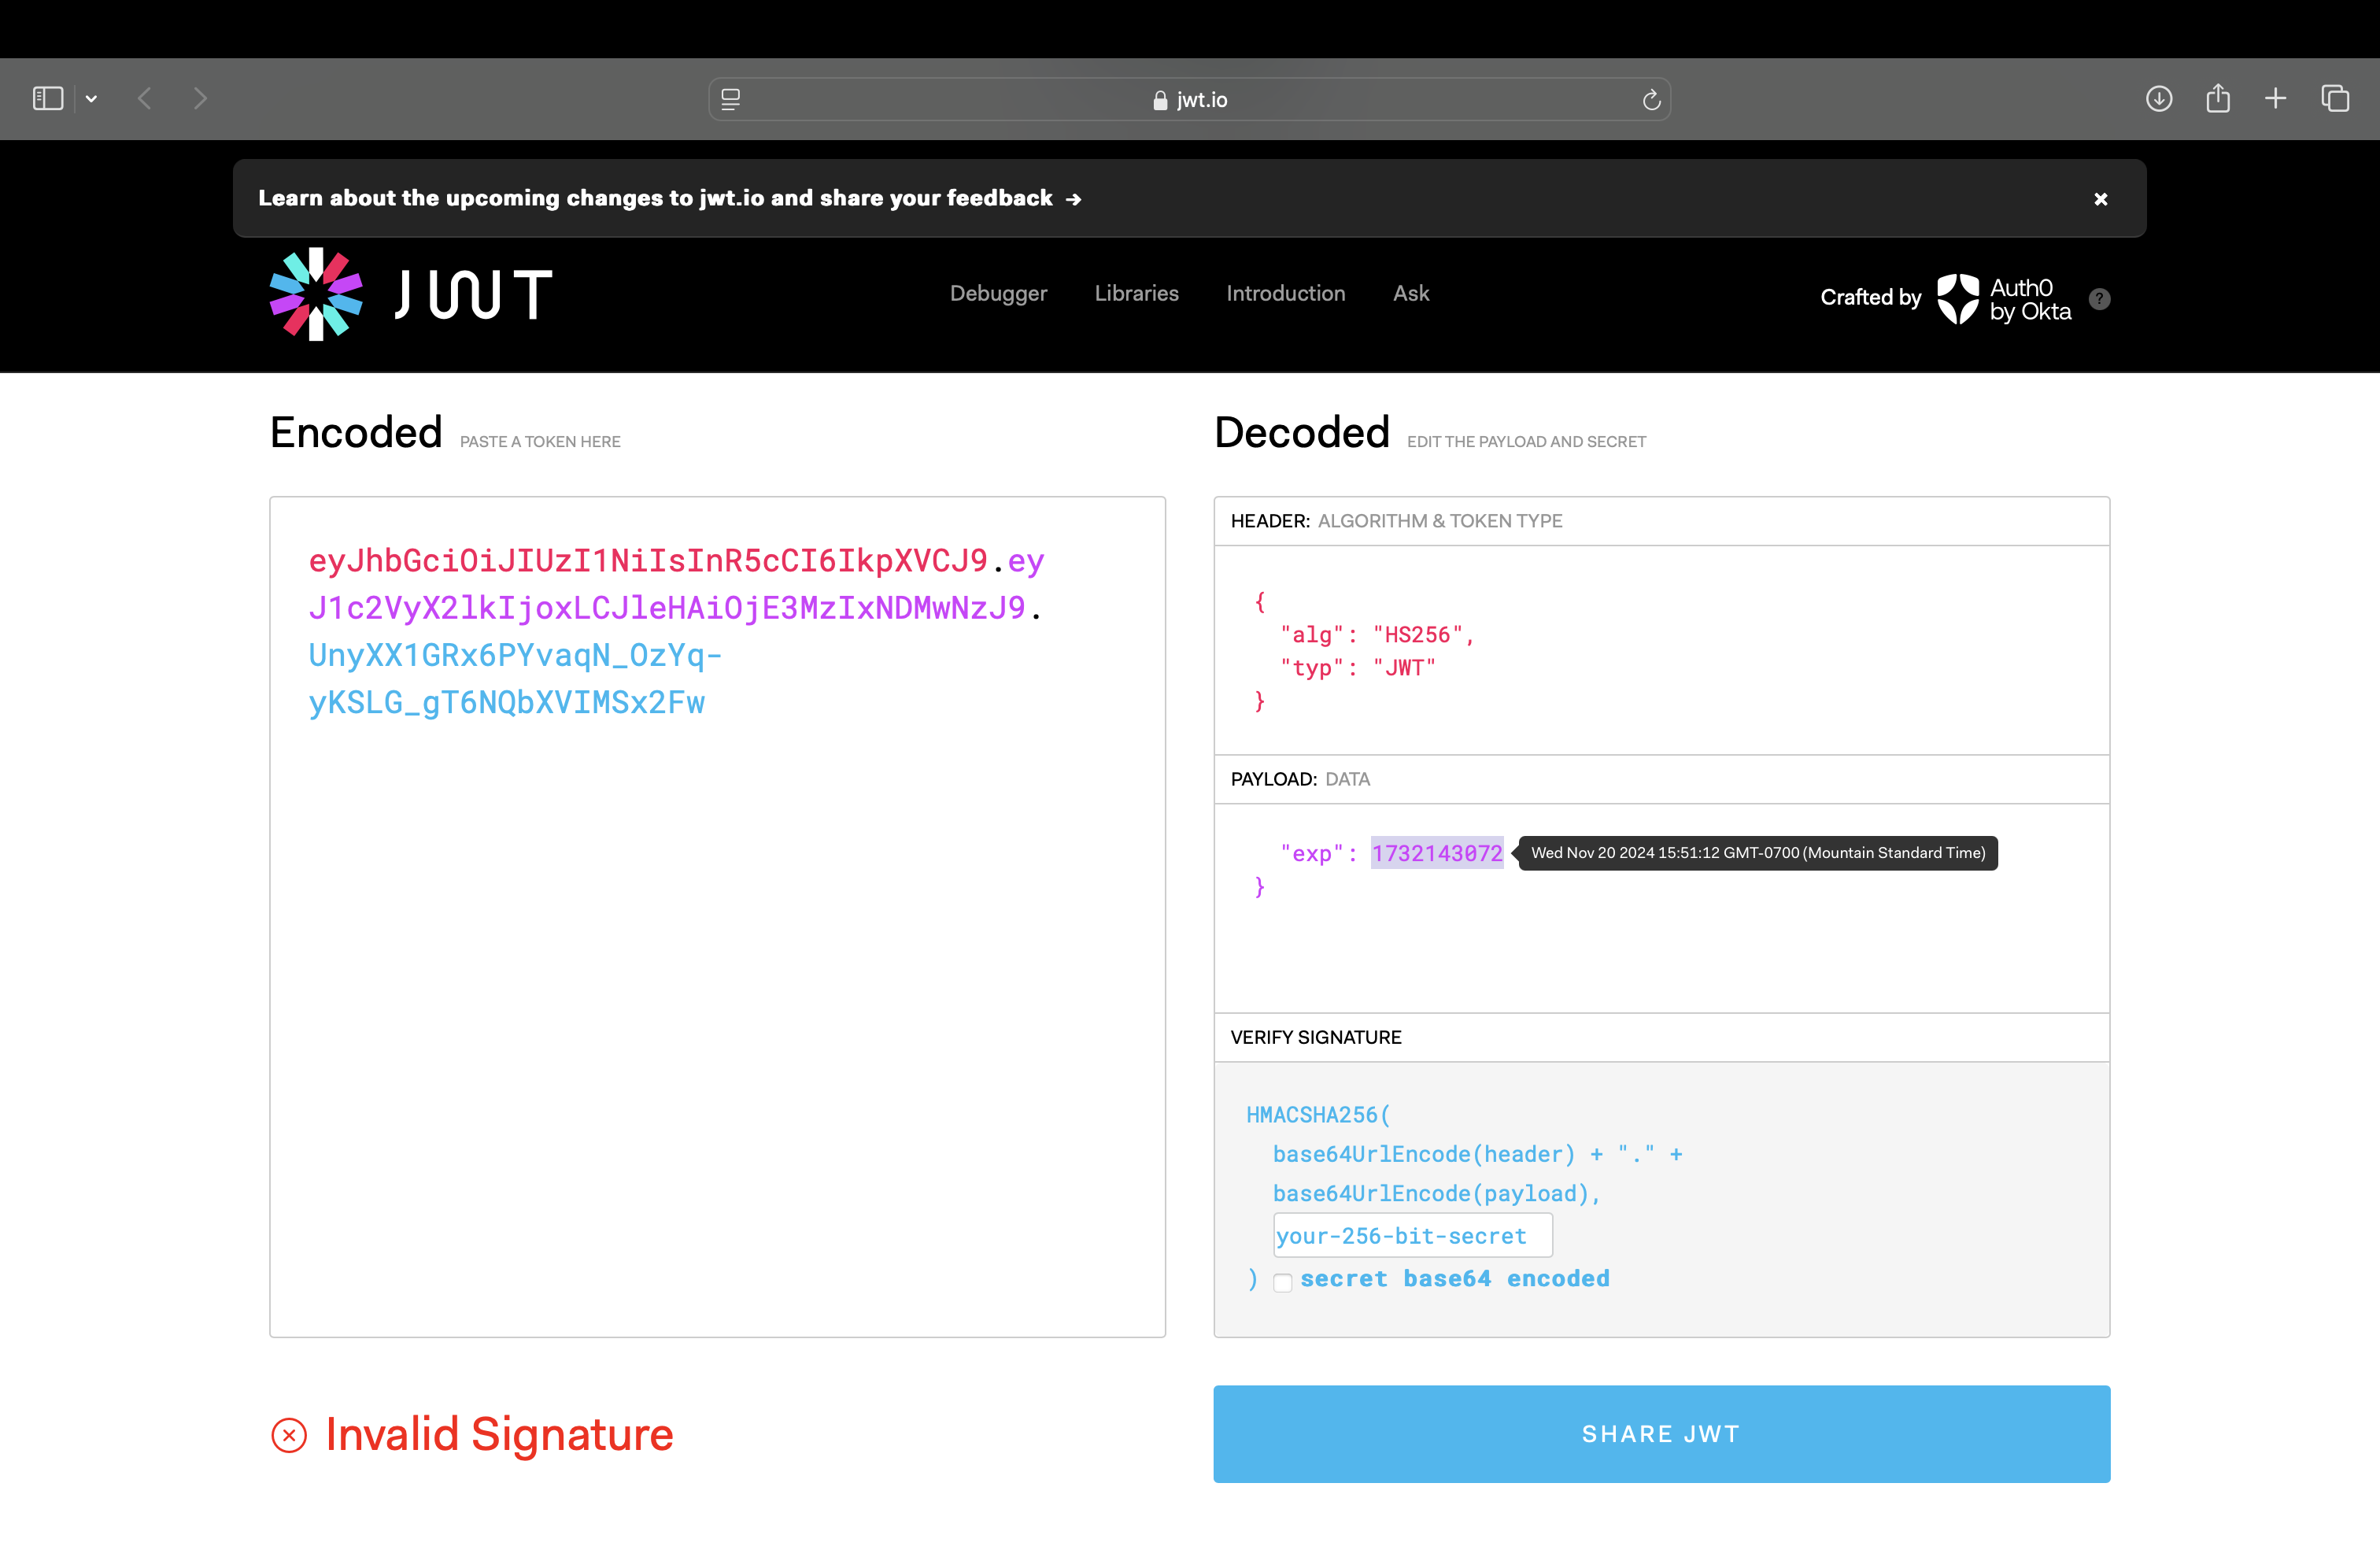 jwt.io
Learn about the upcoming changes to jwt.io and share your feedback →
JWT
Debugger Libraries Introduction Ask
Crafted by
Auth0
by Okta
?
Encoded PASTE A TOKEN HERE
eyJhbGciOiJIUzI1NiIsInR5cCI6IkpXVCJ9.ey
J1c2VyX2lkIjoxLCJleHAiOjE3MzIxNDMwNzJ9.
UnyXX1GRx6PYvaqN_OzYq-
yKSLG_gT6NQbXVIMSx2Fw
Invalid Signature
Decoded EDIT THE PAYLOAD AND SECRET
HEADER: ALGORITHM & TOKEN TYPE
{
"alg": "HS256",
"typ": "JWT"
}
PAYLOAD: DATA
"exp": 1732143072 Wed Nov 20 2024 15:51:12 GMT-0700 (Mountain Standard Time)
}
VERIFY SIGNATURE
HMACSHA256(
base64UrlEncode(header) + "." +
base64UrlEncode(payload),
your-256-bit-secret
) secret base64 encoded
SHARE JWT